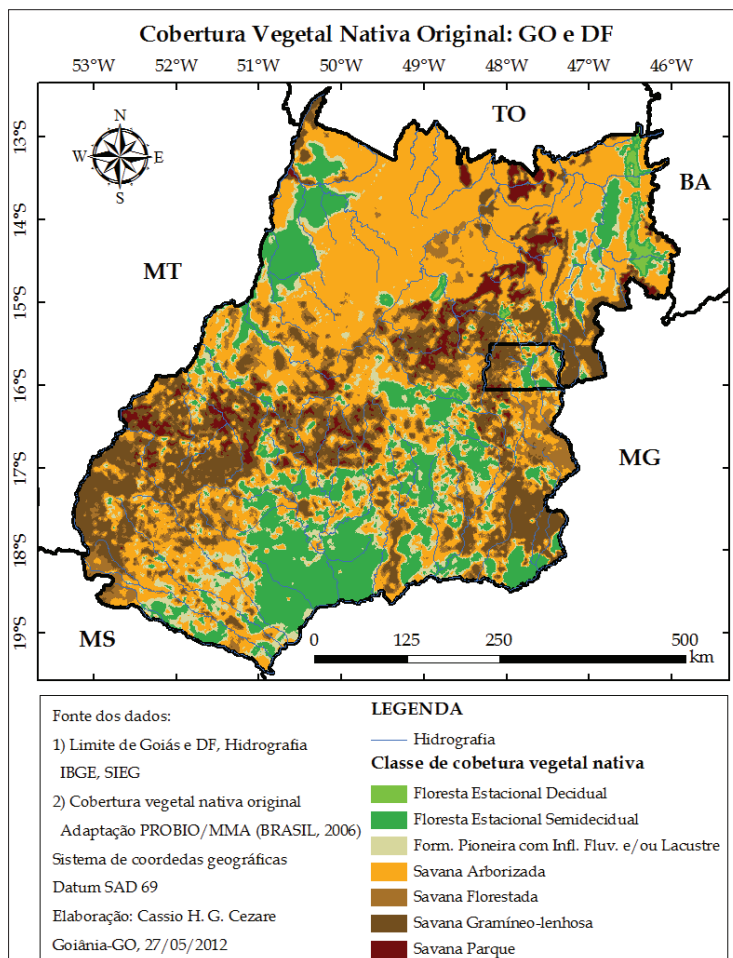 Cobertura Vegetal Nativa Original: GO e DF
53°W 52°W 51°W 50°W 49°W 48°W 47°W 46°W
N
W E
S
13°S
14°S
15°S
16°S
17°S
18°S
19°S
TO
BA
MT
MG
MS
0 125 250 500
km
Fonte dos dados:
1) Limite de Goiás e DF, Hidrografia
IBGE, SIEG
2) Cobertura vegetal nativa original
Adaptação PROBIO/MMA (BRASIL, 2006)
Sistema de coordedas geográficas
Datum SAD 69
Elaboração: Cassio H. G. Cezare
Goiânia-GO, 27/05/2012
LEGENDA
Hidrografia
Classe de cobetura vegetal nativa
Floresta Estacional Decidual
Floresta Estacional Semidecidual
Form. Pioneira com Infl. Fluv. e/ou Lacustre
Savana Arborizada
Savana Florestada
Savana Gramíneo-lenhosa
Savana Parque